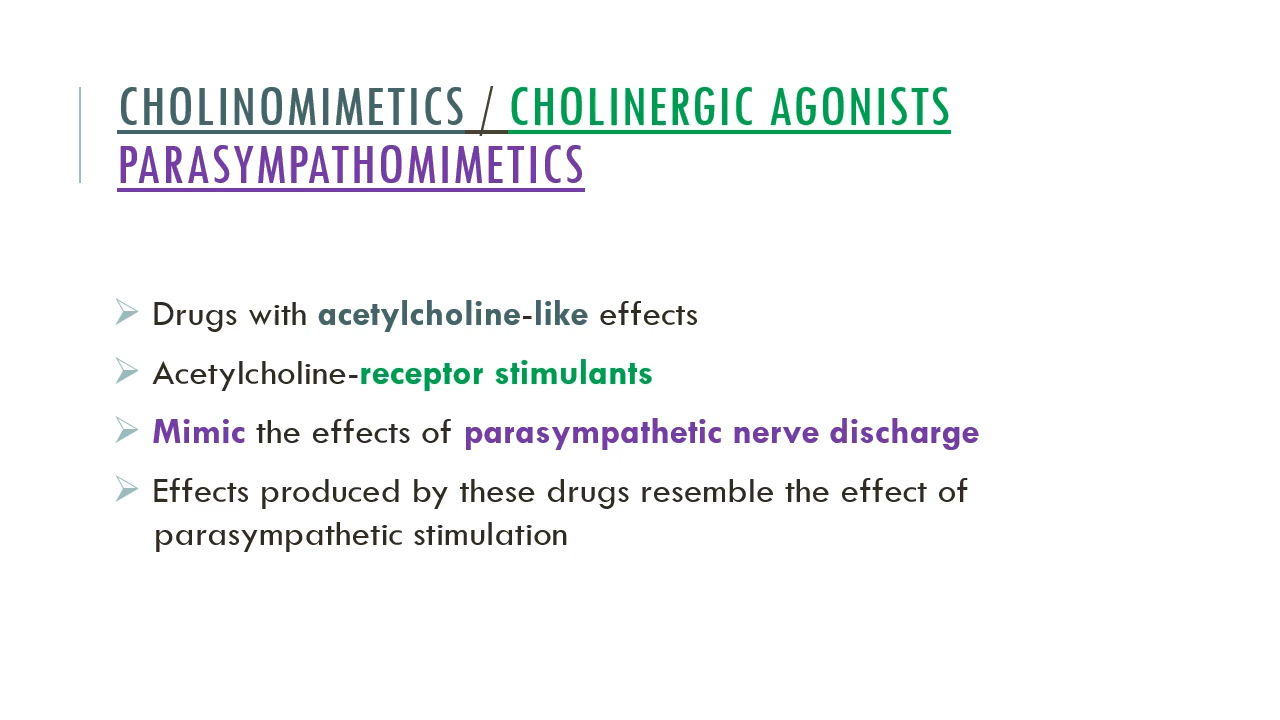 CHOLINOMIMETICS / CHOLINERGIC AGONISTS
PARASYMPATHOMIMETICS
Drugs with acetylcholine-like effects
Acetylcholine-receptor stimulants
Mimic the effects of parasympathetic nerve discharge
Effects produced by these drugs resemble the effect of
parasympathetic stimulation